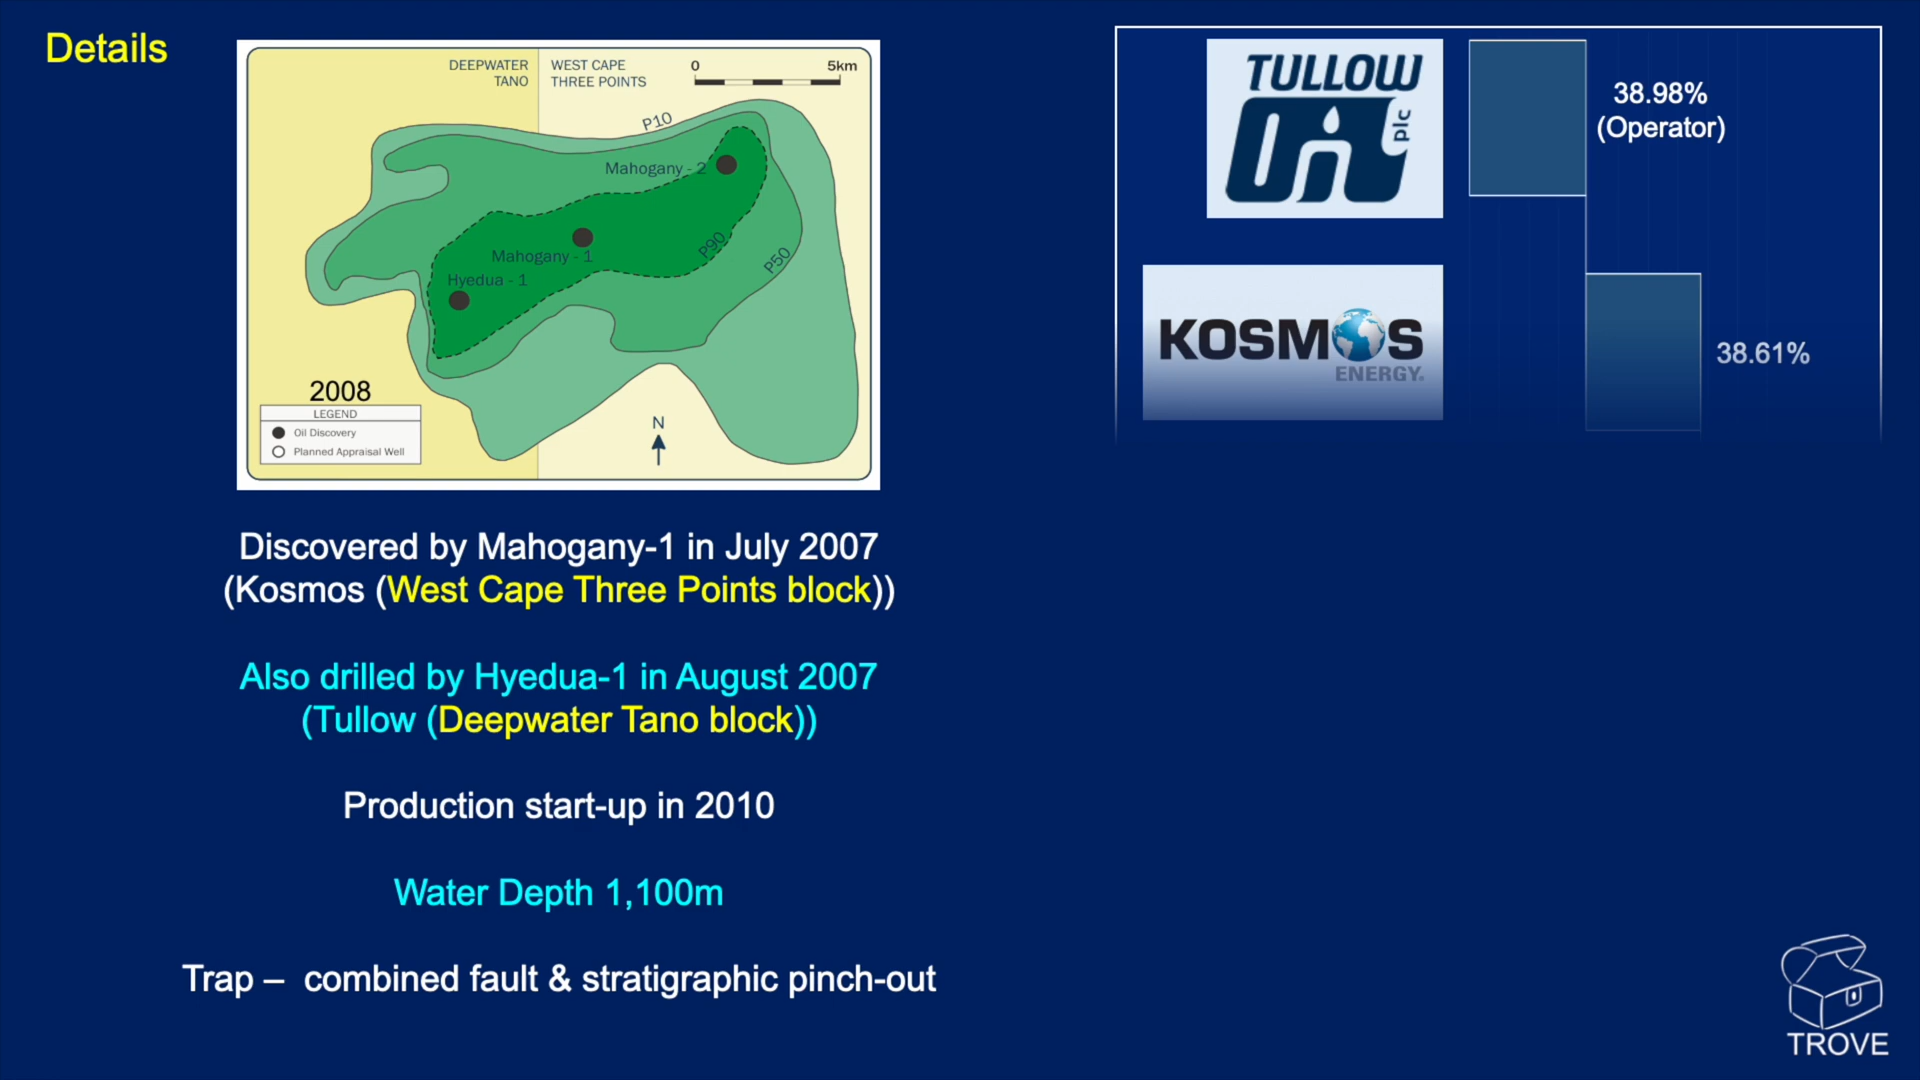 Details
DEEPWATER
TANO
WEST CAPE
THREE POINTS
0 5km
P10
Mahogany - 2
Mahogany - 1
P90
P50
Hyedua - 1
2008
LEGEND
Oil Discovery
Planned Appraisal Well
N
Discovered by Mahogany-1 in July 2007
(Kosmos (West Cape Three Points block))
Also drilled by Hyedua-1 in August 2007
(Tullow (Deepwater Tano block))
Production start-up in 2010
Water Depth 1,100m
Trap – combined fault & stratigraphic pinch-out
TULLOW
Oil plc
38.98%
(Operator)
KOSMOS
ENERGY.
38.61%
TROVE